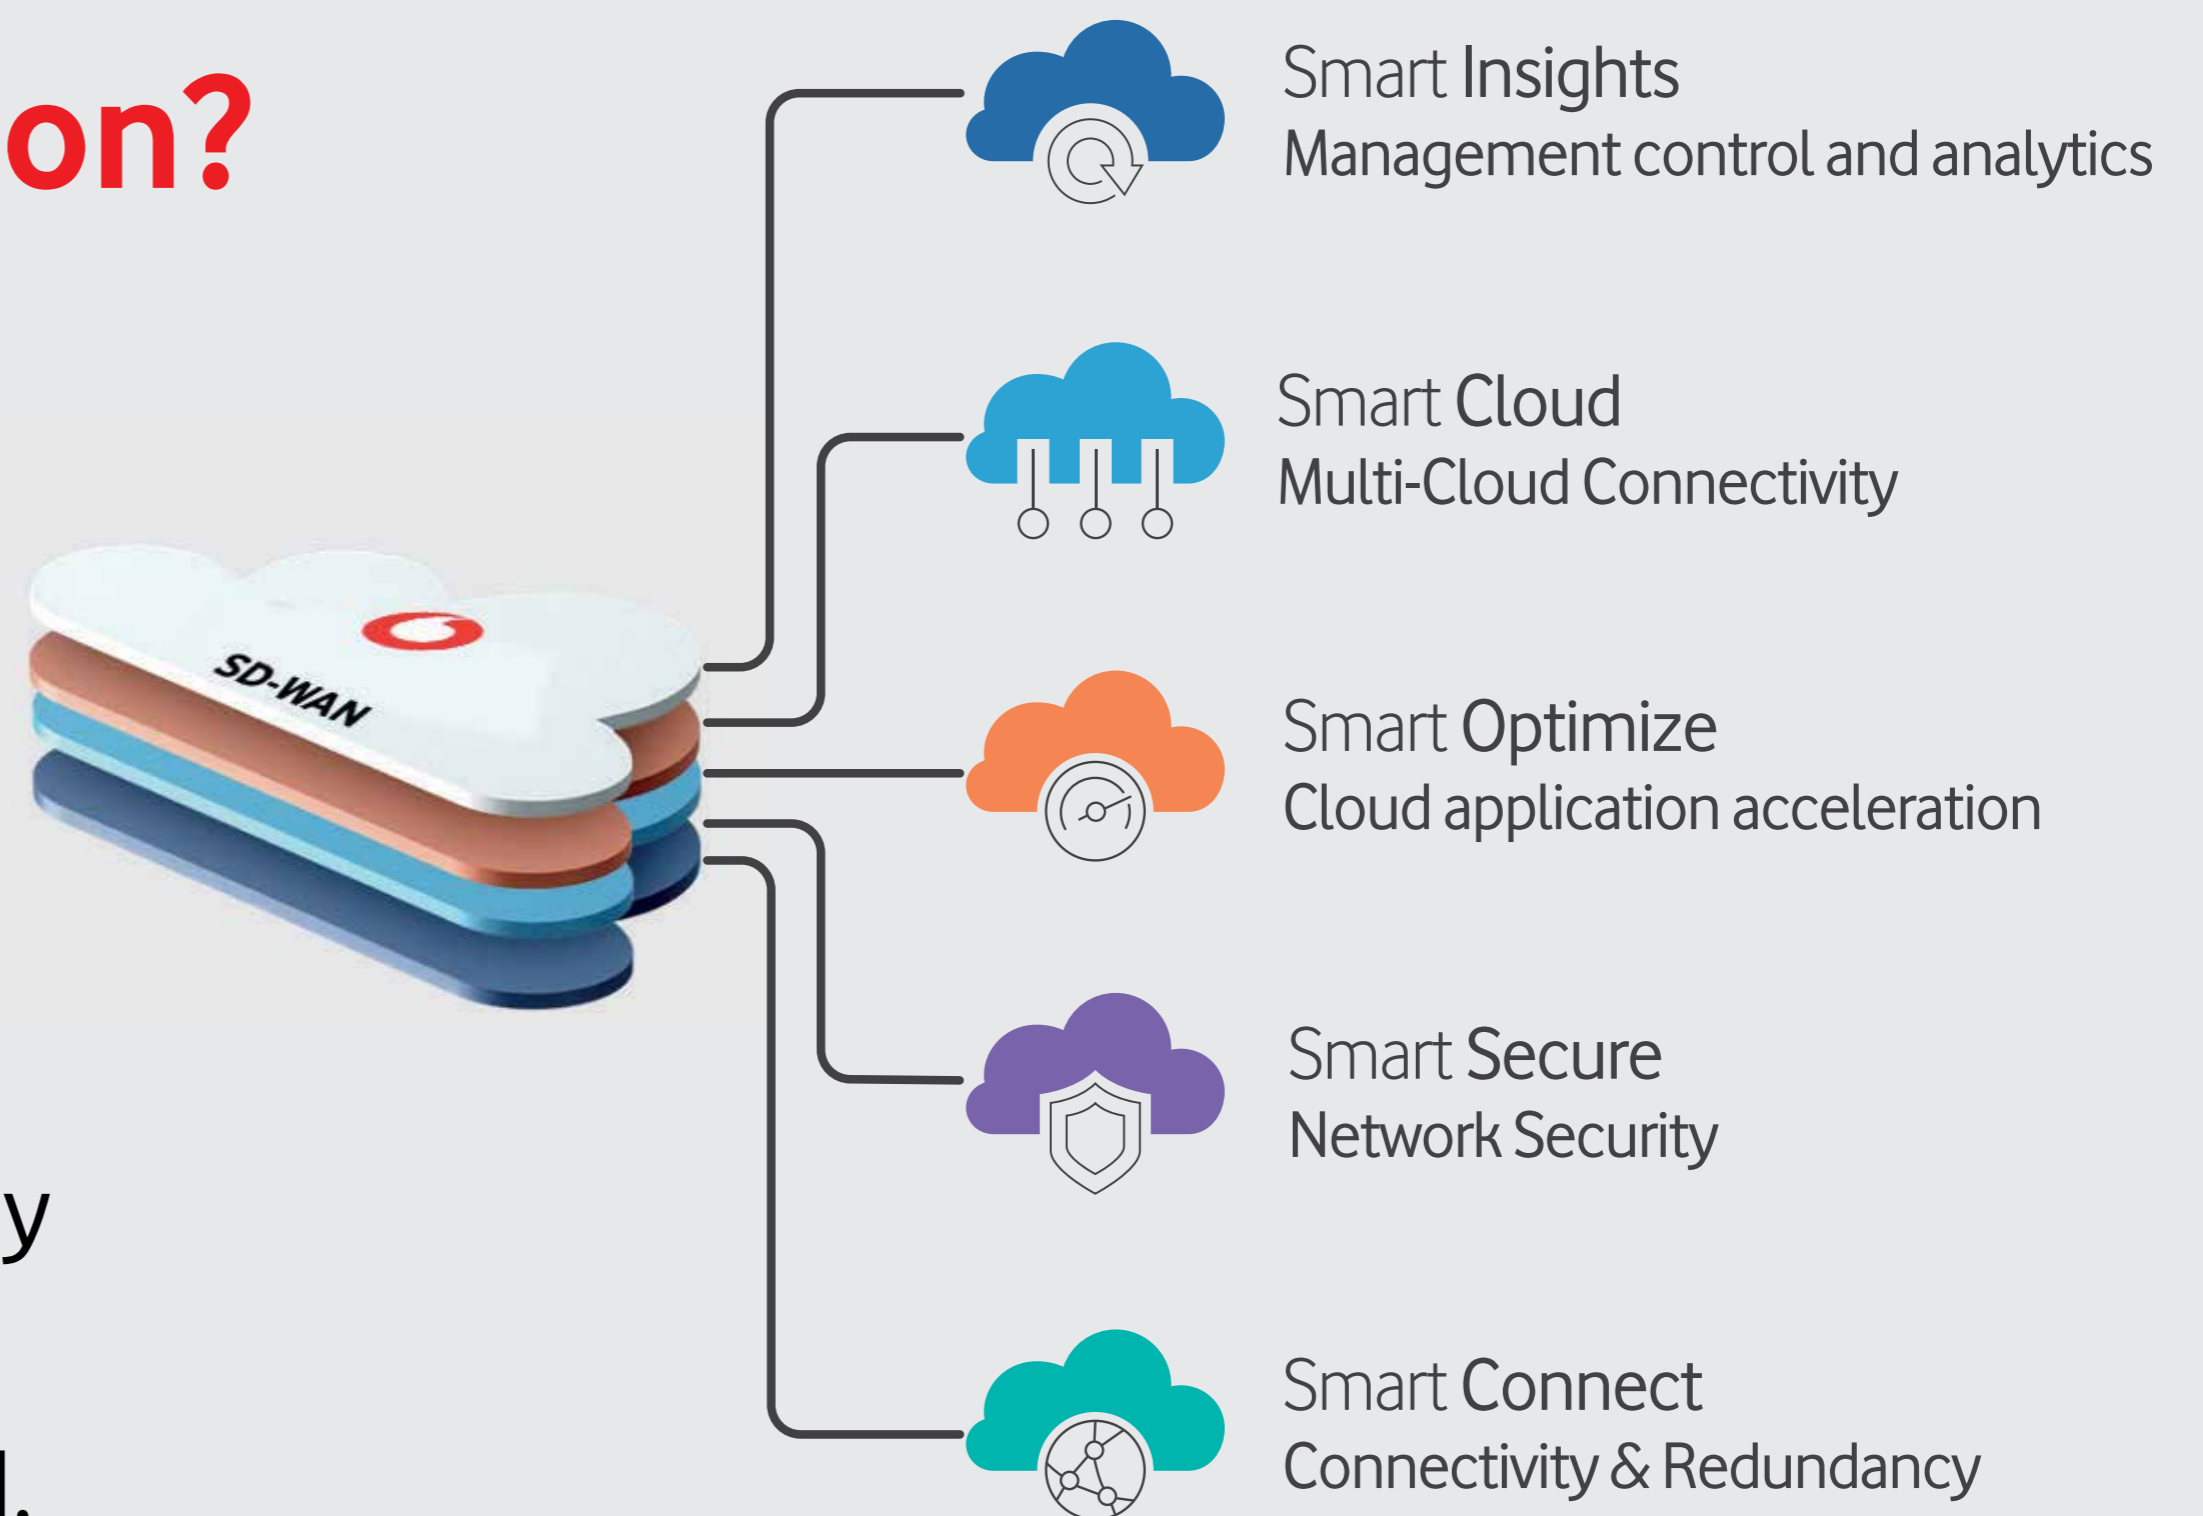 on?
Smart Insights
Management control and analytics
Smart Cloud
Multi-Cloud Connectivity
SD-WAN
Smart Optimize
Cloud application acceleration
Smart Secure
Network Security
y
Smart Connect
Connectivity & Redundancy